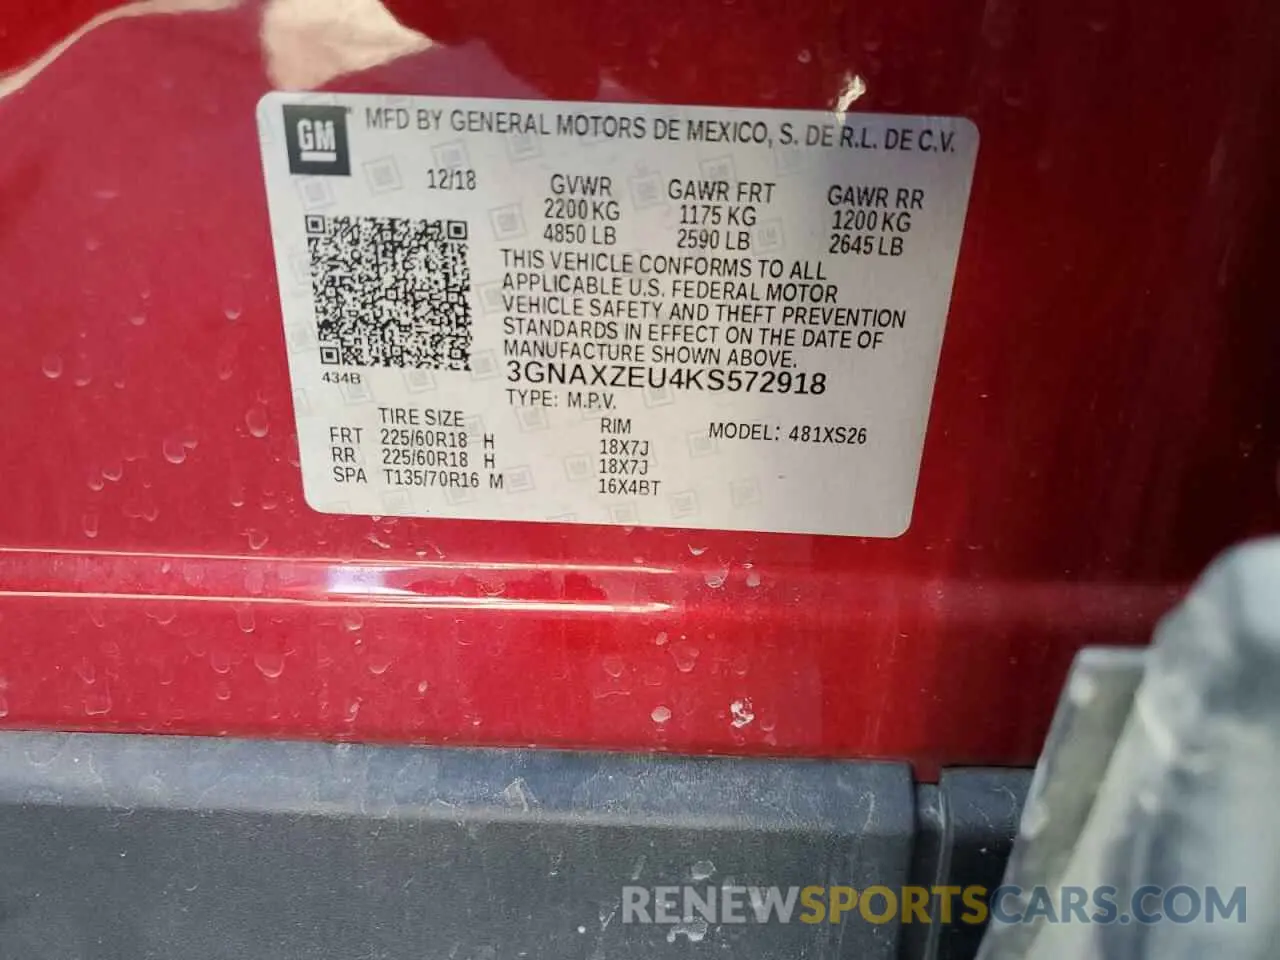 GM
MFD BY GENERAL MOTORS DE MEXICO, S. DE R.L. DE C.V.
12/18 GVWR GAWR FRT GAWR RR
2200 KG 1175 KG 1200 KG
4850 LB 2590 LB 2645 LB
THIS VEHICLE CONFORMS TO ALL
APPLICABLE U.S. FEDERAL MOTOR
VEHICLE SAFETY AND THEFT PREVENTION
STANDARDS IN EFFECT ON THE DATE OF
MANUFACTURE SHOWN ABOVE.
434B 3GNAXZEU4KS572918
TYPE: M.P.V.
TIRE SIZE RIM MODEL: 481XS26
FRT 225/60R18 H 18X7J
RR 225/60R18 H 18X7J
SPA T135/70R16 M 16X4BT
RENEWSPORTSCARS.COM